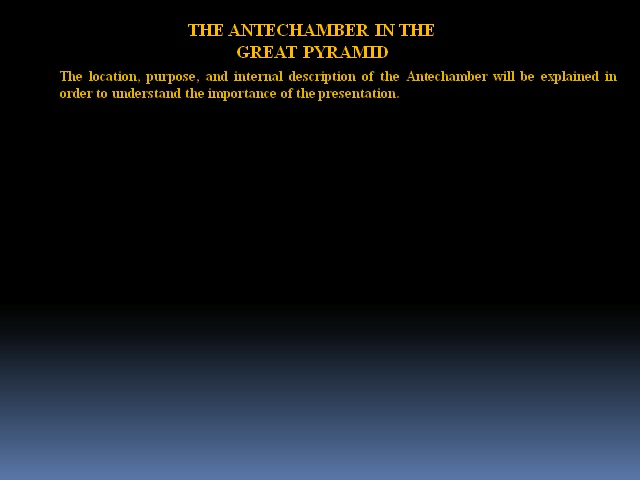 THE ANTECHAMBER IN THE
GREAT PYRAMID
The location, purpose, and internal description of the Antechamber will be explained in
order to understand the importance of the presentation.